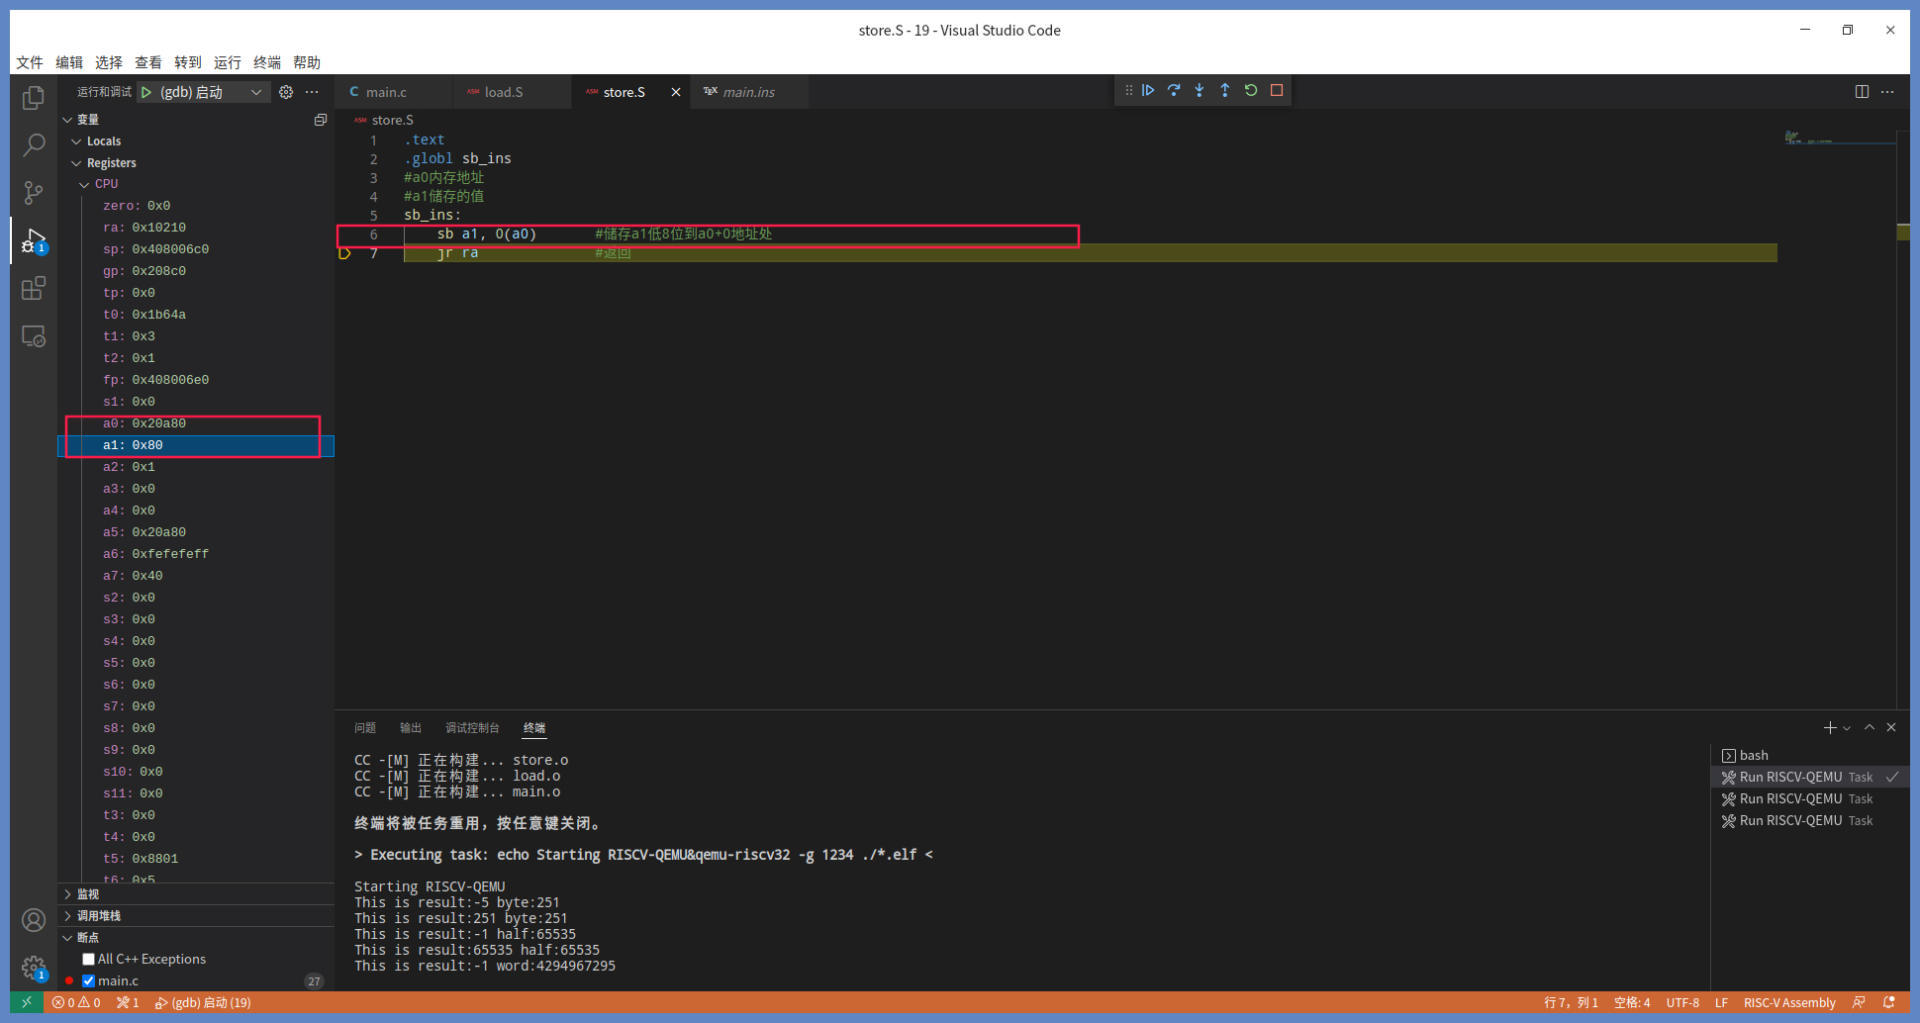 store.S - 19 - Visual Studio Code
文件 编辑 选择 查看 转到 运行 终端 帮助
运行和调试 (gdb) 启动
main.c
load.S
store.S
main.ins
变量
Locals
Registers
CPU
zero: 0x0
ra: 0x10210
sp: 0x408006c0
gp: 0x208c0
tp: 0x0
t0: 0x1b64a
t1: 0x3
t2: 0x1
fp: 0x408006e0
s1: 0x0
a0: 0x20a80
a1: 0x80
a2: 0x1
a3: 0x0
a4: 0x0
a5: 0x20a80
a6: 0xfefefeff
a7: 0x40
s2: 0x0
s3: 0x0
s4: 0x0
s5: 0x0
s6: 0x0
s7: 0x0
s8: 0x0
s9: 0x0
s10: 0x0
s11: 0x0
t3: 0x0
t4: 0x0
t5: 0x8801
t6: 0x5
监视
调用堆栈
断点
All C++ Exceptions
main.c 27
store.S
1 .text
2 .globl sb_ins
3 #a0内存地址
4 #a1储存的值
5 sb_ins:
6 sb a1, 0(a0) #储存a1低8位到a0+0地址处
7 jr ra #返回
问题 输出 调试控制台 终端
CC -[M] 正在构建... store.o
CC -[M] 正在构建... load.o
CC -[M] 正在构建... main.o
终端将被任务重用，按任意键关闭。
> Executing task: echo Starting RISCV-QEMU&qemu-riscv32 -g 1234 ./*.elf <
Starting RISCV-QEMU
This is result:-5 byte:251
This is result:251 byte:251
This is result:-1 half:65535
This is result:65535 half:65535
This is result:-1 word:4294967295
bash
Run RISCV-QEMU Task
Run RISCV-QEMU Task
Run RISCV-QEMU Task
0 0 1 (gdb) 启动 (19)
行 7，列 1 空格: 4 UTF-8 LF RISC-V Assembly